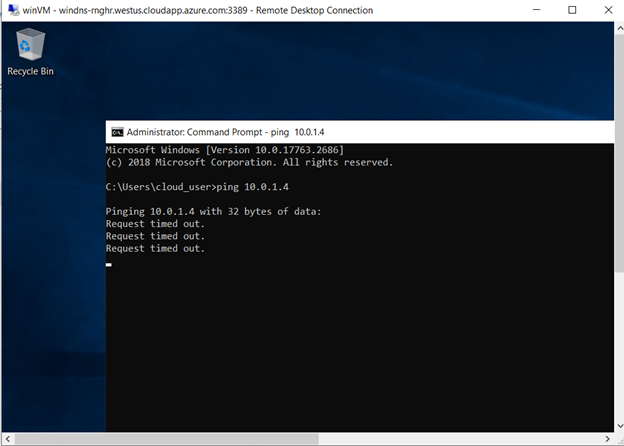 winVM - windns-rnghr.westus.cloudapp.azure.com:3389 - Remote Desktop Connection
Recycle Bin
Administrator: Command Prompt - ping  10.0.1.4
Microsoft Windows [Version 10.0.17763.2686]
(c) 2018 Microsoft Corporation. All rights reserved.
C:\Users\cloud_user>ping 10.0.1.4
Pinging 10.0.1.4 with 32 bytes of data:
Request timed out.
Request timed out.
Request timed out.